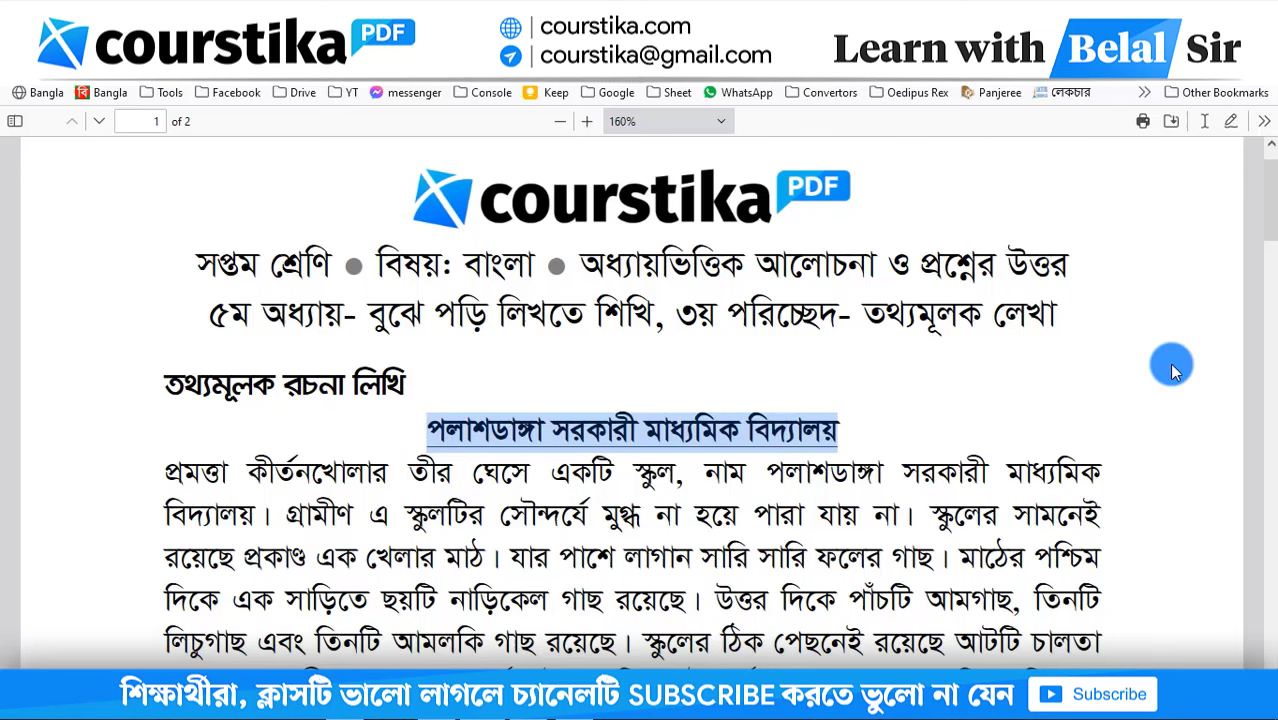 courstika PDF
courstika.com
courstika@gmail.com
Learn with Belal Sir
Bangla বি Bangla Tools Facebook Drive YT messenger Console Keep Google Sheet WhatsApp Convertors Oedipus Rex Panjeree লেকচার Other Bookmarks
1 of 2 160%
courstika PDF
সপ্তম শ্রেণি ● বিষয়: বাংলা ● অধ্যায়ভিত্তিক আলোচনা ও প্রশ্নের উত্তর
৫ম অধ্যায়- বুঝে পড়ি লিখতে শিখি, ৩য় পরিচ্ছেদ- তথ্যমূলক লেখা
তথ্যমূলক রচনা লিখি
পলাশডাঙ্গা সরকারী মাধ্যমিক বিদ্যালয়
প্রমত্তা কীর্তনখোলার তীর ঘেসে একটি স্কুল, নাম পলাশডাঙ্গা সরকারী মাধ্যমিক
বিদ্যালয়। গ্রামীণ এ স্কুলটির সৌন্দর্যে মুগ্ধ না হয়ে পারা যায় না। স্কুলের সামনেই
রয়েছে প্রকাণ্ড এক খেলার মাঠ। যার পাশে লাগান সারি সারি ফলের গাছ। মাঠের পশ্চিম
দিকে এক সাড়িতে ছয়টি নাড়িকেল গাছ রয়েছে। উত্তর দিকে পাঁচটি আমগাছ, তিনটি
লিচুগাছ এবং তিনটি আমলকি গাছ রয়েছে। স্কুলের ঠিক পেছনেই রয়েছে আটটি চালতা
শিক্ষার্থীরা, ক্লাসটি ভালো লাগলে চ্যানেলটি SUBSCRIBE করতে ভুলো না যেন Subscribe